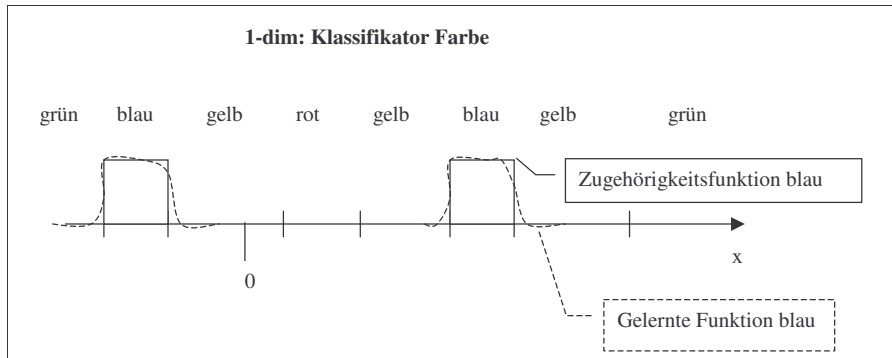 1-dim: Klassifikator Farbe
grün blau gelb rot gelb blau gelb grün
Zugehörigkeitsfunktion blau
x
0
Gelernte Funktion blau